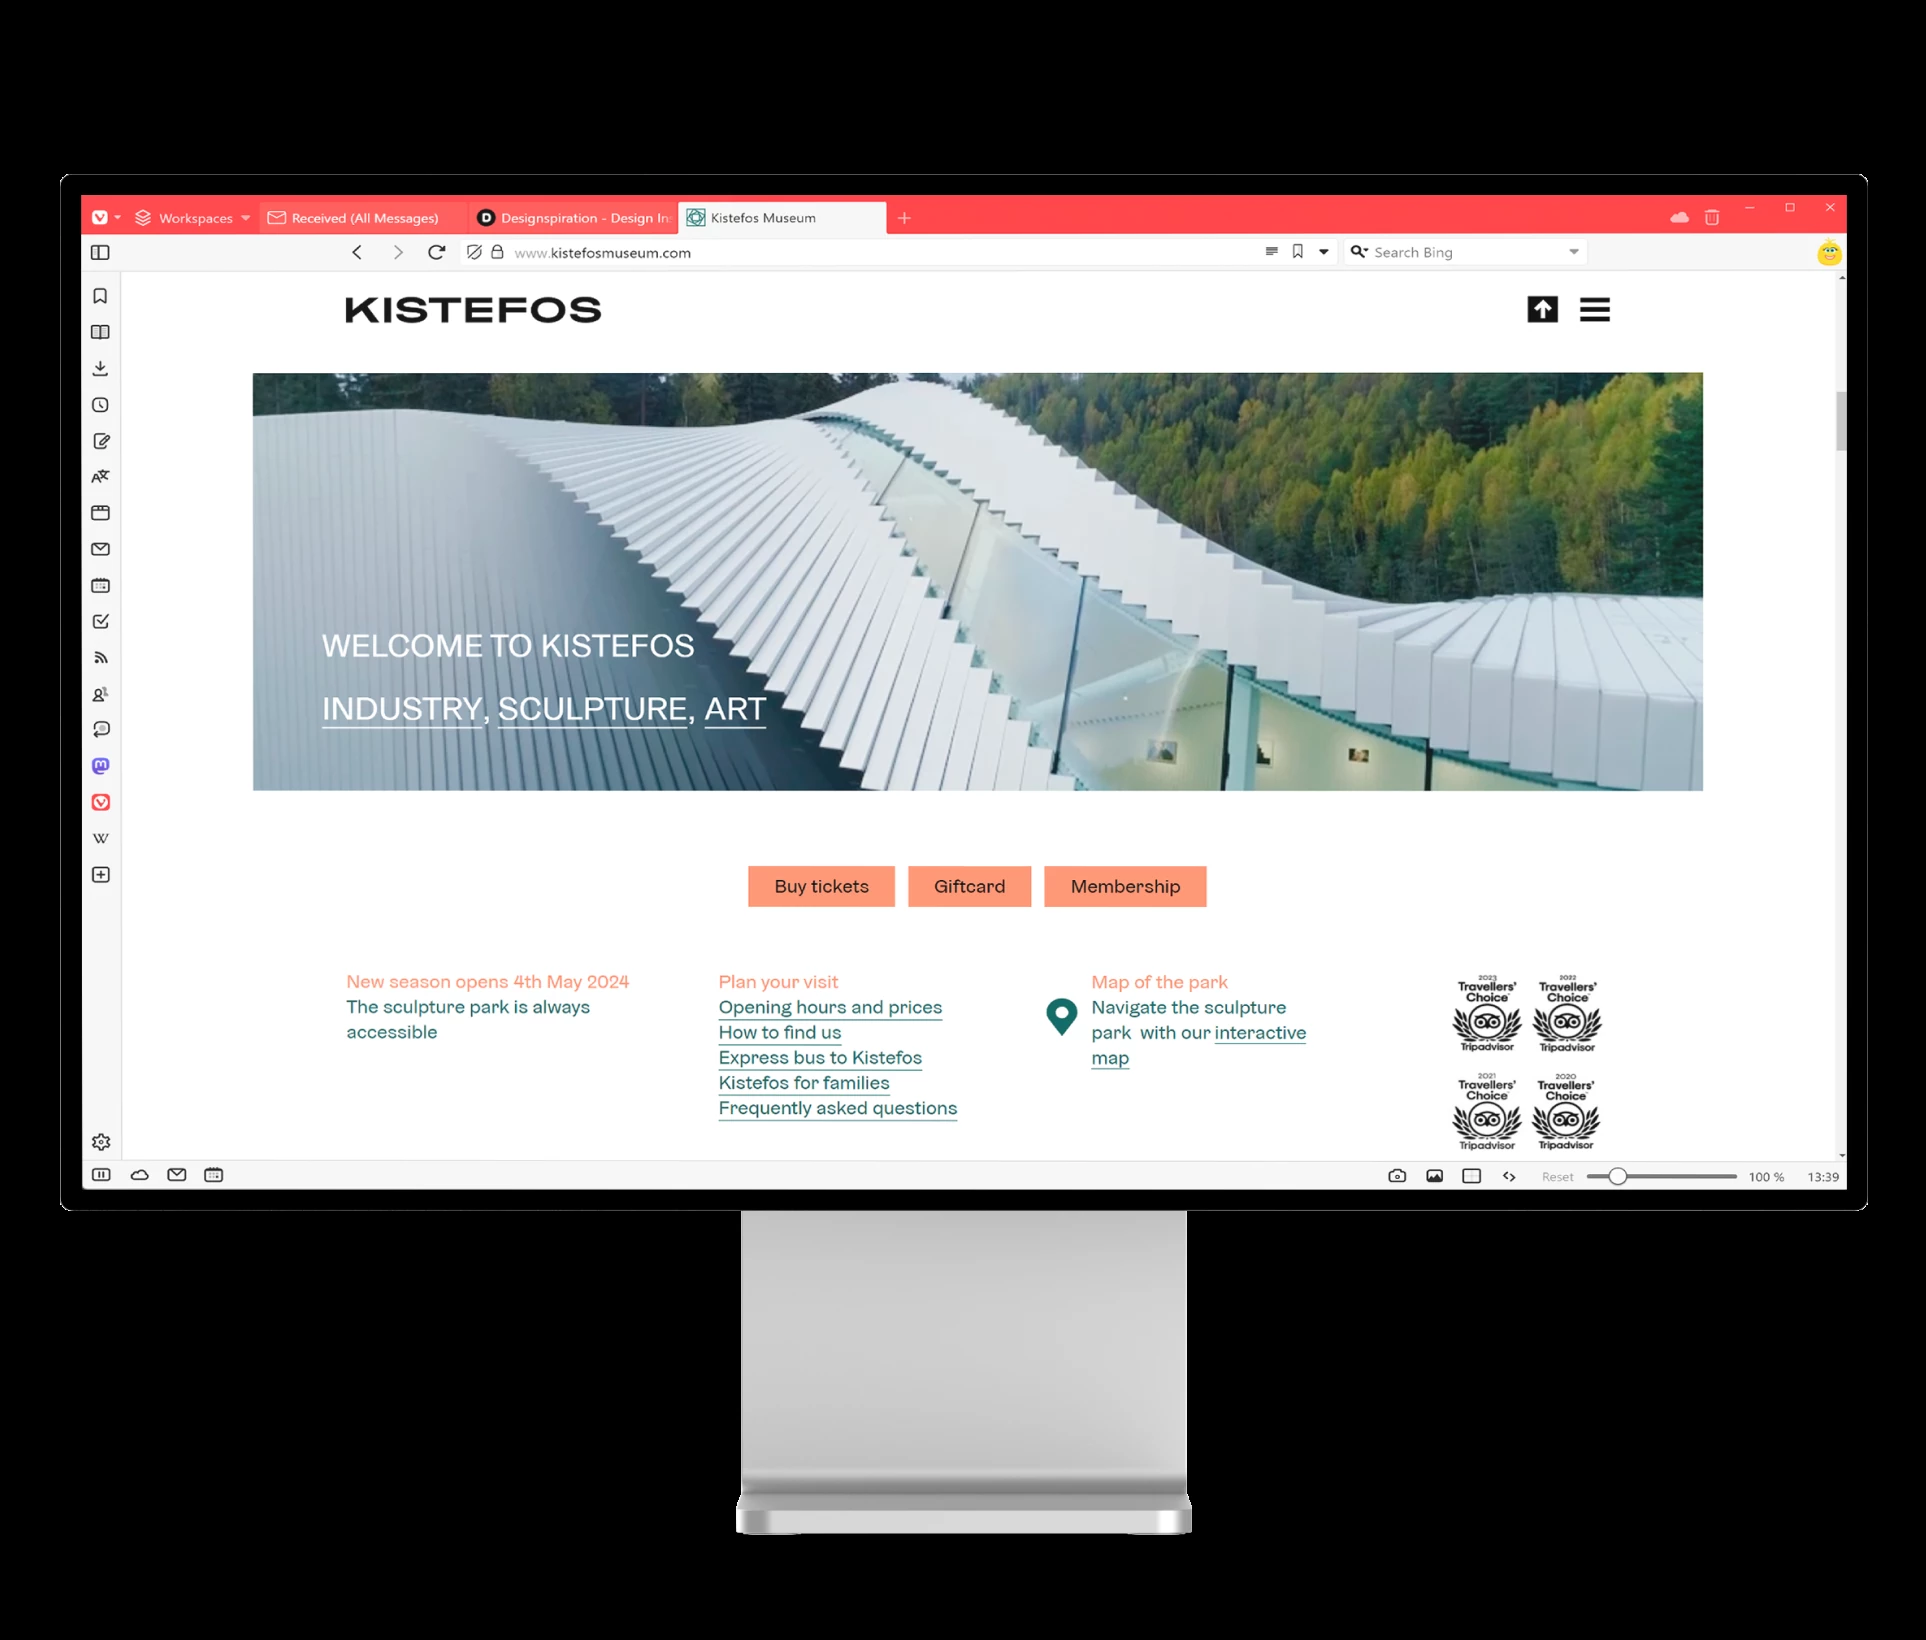 Workspaces
Received (All Messages)
D
Designspiration - Design In
Kistefos Museum
www.kistefosmuseum.com
Search Bing
KISTEFOS
WELCOME TO KISTEFOS
INDUSTRY, SCULPTURE, ART
W
Buy tickets
Giftcard
Membership
New season opens 4th May 2024
The sculpture park is always
accessible
Plan your visit
Opening hours and prices
How to find us
Express bus to Kistefos
Kistefos for families
Frequently asked questions
Map of the park
Navigate the sculpture
park with our interactive
map
2023
Travellers'
Choice
Tripadvisor
2022
Travellers'
Choice
Tripadvisor
2021
Travellers'
Choice
Tripadvisor
2020
Travellers'
Choice
Tripadvisor
Reset
100 %
13:39